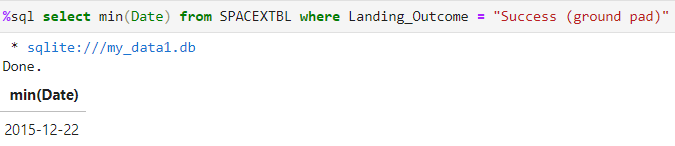 %sql select min(Date) from SPACEXTBL where Landing_Outcome = "Success (ground pad)"
* sqlite:///my_data1.db
Done.
min(Date)
2015-12-22